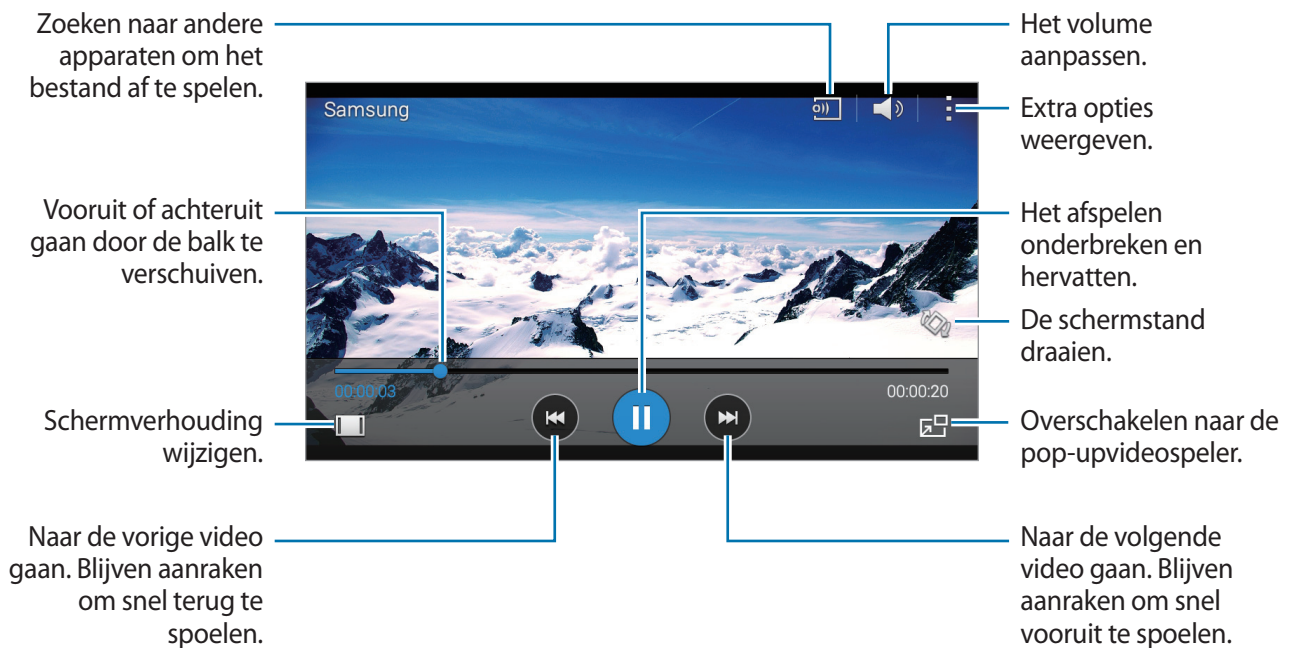 Zoeken naar andere
apparaten om het
bestand af te spelen.
Het volume
aanpassen.
Samsung
Extra opties
weergeven.
Vooruit of achteruit
gaan door de balk te
verschuiven.
Het afspelen
onderbreken en
hervatten.
De schermstand
draaien.
00:00:03
00:00:20
Schermverhouding
wijzigen.
Overschakelen naar de
pop-upvideospeler.
Naar de vorige video
gaan. Blijven aanraken
om snel terug te
spoelen.
Naar de volgende
video gaan. Blijven
aanraken om snel
vooruit te spoelen.